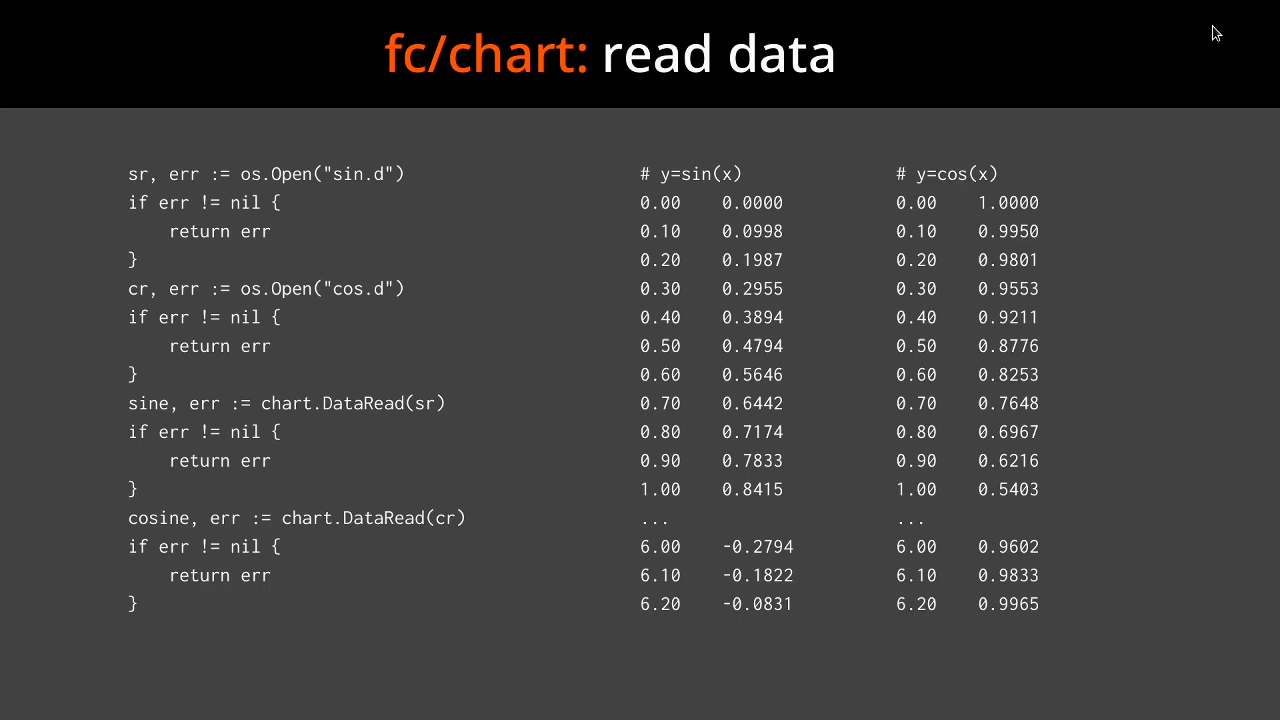 fc/chart: read data
sr, err := os.Open("sin.d")
if err != nil {
    return err
}
cr, err := os.Open("cos.d")
if err != nil {
    return err
}
sine, err := chart.DataRead(sr)
if err != nil {
    return err
}
cosine, err := chart.DataRead(cr)
if err != nil {
    return err
}
# y=sin(x)
0.00    0.0000
0.10    0.0998
0.20    0.1987
0.30    0.2955
0.40    0.3894
0.50    0.4794
0.60    0.5646
0.70    0.6442
0.80    0.7174
0.90    0.7833
1.00    0.8415
...
6.00    -0.2794
6.10    -0.1822
6.20    -0.0831
# y=cos(x)
0.00    1.0000
0.10    0.9950
0.20    0.9801
0.30    0.9553
0.40    0.9211
0.50    0.8776
0.60    0.8253
0.70    0.7648
0.80    0.6967
0.90    0.6216
1.00    0.5403
...
6.00    0.9602
6.10    0.9833
6.20    0.9965